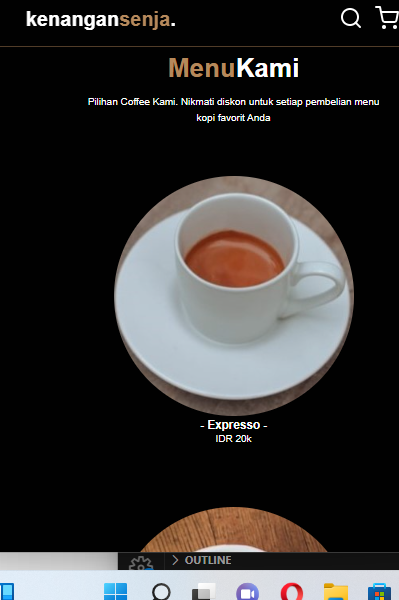 kenangansenja.
MenuKami
Pilihan Coffee Kami. Nikmati diskon untuk setiap pembelian menu
kopi favorit Anda
- Expresso -
IDR 20k
OUTLINE